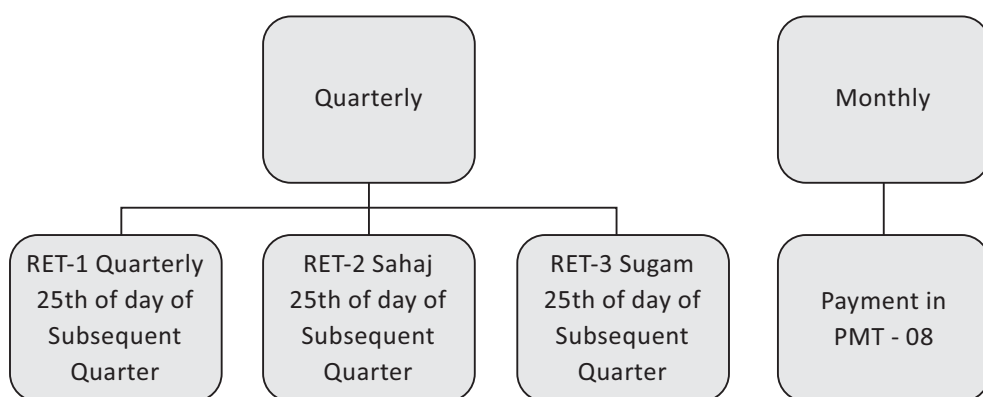 Quarterly
Monthly
RET-1 Quarterly
25th of day of
Subsequent
Quarter
RET-2 Sahaj
25th of day of
Subsequent
Quarter
RET-3 Sugam
25th of day of
Subsequent
Quarter
Payment in
PMT - 08